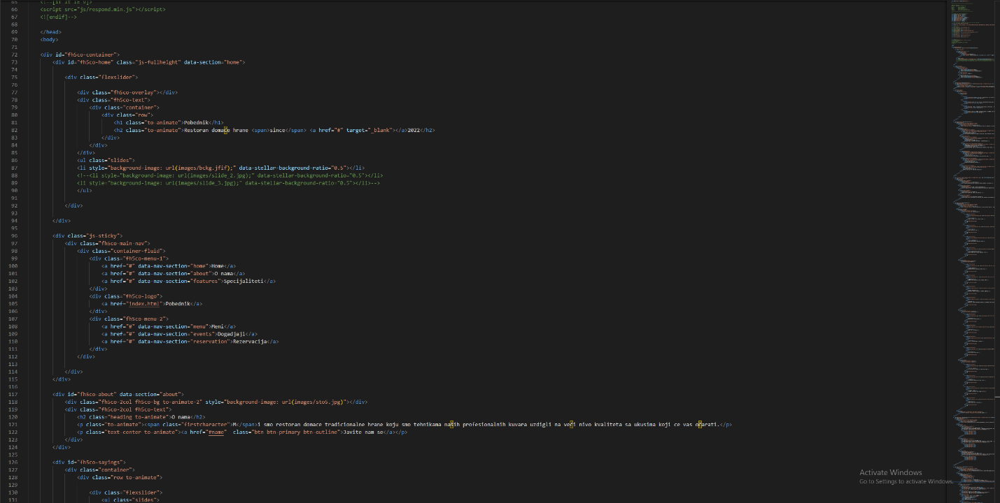 65
66 <script src="js/respond.min.js"></script>
67 <![endif]-->
68
69 </head>
70 <body>
71
72 <div id="fh5co-container">
73 <div id="fh5co-home" class="js-fullheight" data-section="home">
74
75 <div class="flexslider">
76
77 <div class="fh5co-overlay"></div>
78 <div class="fh5co-text">
79 <div class="container">
80 <div class="row">
81 <h1 class="to-animate">Pobednik</h1>
82 <h2 class="to-animate">Restoran domaće hrane <span>since</span> <a href="#" target="_blank"></a>2022</h2>
83 </div>
84 </div>
85 </div>
86 <ul class="slides">
87 <li style="background-image: url(images/bckg.jfif);" data-stellar-background-ratio="0.5"></li>
88 <!--<li style="background-image: url(images/slide_2.jpg);" data-stellar-background-ratio="0.5"></li>
89 <li style="background-image: url(images/slide_3.jpg);" data-stellar-background-ratio="0.5"></li>-->
90 </ul>
91
92 </div>
93
94 </div>
95
96 <div class="js-sticky">
97 <div class="fh5co-main-nav">
98 <div class="container-fluid">
99 <div class="fh5co-menu-1">
100 <a href="#" data-nav-section="home">Home</a>
101 <a href="#" data-nav-section="about">O nama</a>
102 <a href="#" data-nav-section="features">Specijaliteti</a>
103 </div>
104 <div class="fh5co-logo">
105 <a href="index.html">Pobednik</a>
106 </div>
107 <div class="fh5co-menu-2">
108 <a href="#" data-nav-section="menu">Meni</a>
109 <a href="#" data-nav-section="events">Dogadjaji</a>
110 <a href="#" data-nav-section="reservation">Rezervacija</a>
111 </div>
112 </div>
113
114 </div>
115 </div>
116
117 <div id="fh5co-about" data-section="about">
118 <div class="fh5co-2col fh5co-bg to-animate-2" style="background-image: url(images/sto5.jpg)"></div>
119 <div class="fh5co-2col fh5co-text">
120 <h2 class="heading to-animate">O nama</h2>
121 <p class="to-animate"><span class="firstcharacter">M</span>i smo restoran domace tradicionalne hrane koju smo tehnikama naših profesionalnih kuvara uzdigli na veći nivo kvaliteta sa ukusima koji ce vas očarati.</p>
122 <p class="text-center to-animate"><a href="#name" class="btn btn-primary btn-outline">Javite nam se</a></p>
123 </div>
124 </div>
125
126 <div id="fh5co-sayings">
127 <div class="container">
128 <div class="row to-animate">
129
130 <div class="flexslider">
131 <ul class="slides">
Activate Windows
Go to Settings to activate Windows.